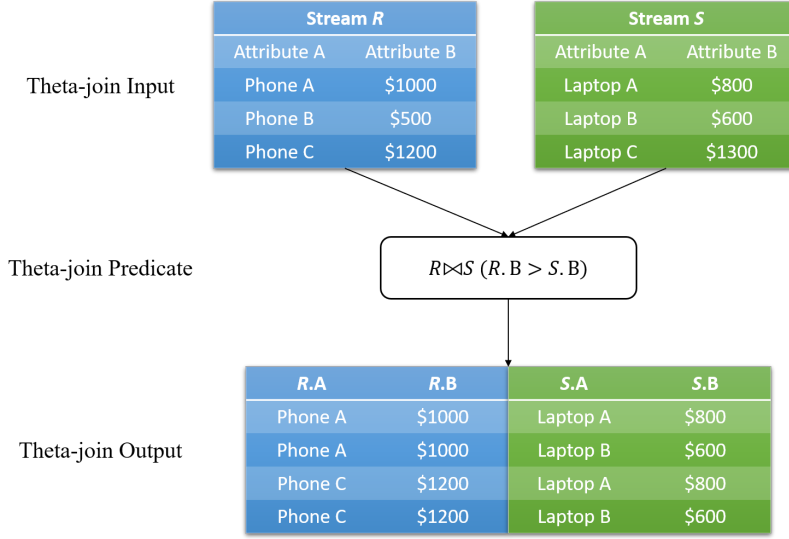 Stream R Stream S
Attribute A Attribute B Attribute A Attribute B
Theta-join Input Phone A $1000 Laptop A $800
Phone B $500 Laptop B $600
Phone C $1200 Laptop C $1300
Theta-join Predicate R⋈S (R.B > S.B)
R.A R.B S.A S.B
Phone A $1000 Laptop A $800
Theta-join Output Phone A $1000 Laptop B $600
Phone C $1200 Laptop A $800
Phone C $1200 Laptop B $600